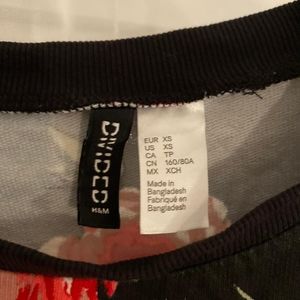 DIVIDED
H&M
EUR XS
US XS
CA TP
CN 160/80A
MX XCH
Made in
Bangladesh
Fabriqué en
Bangladesh